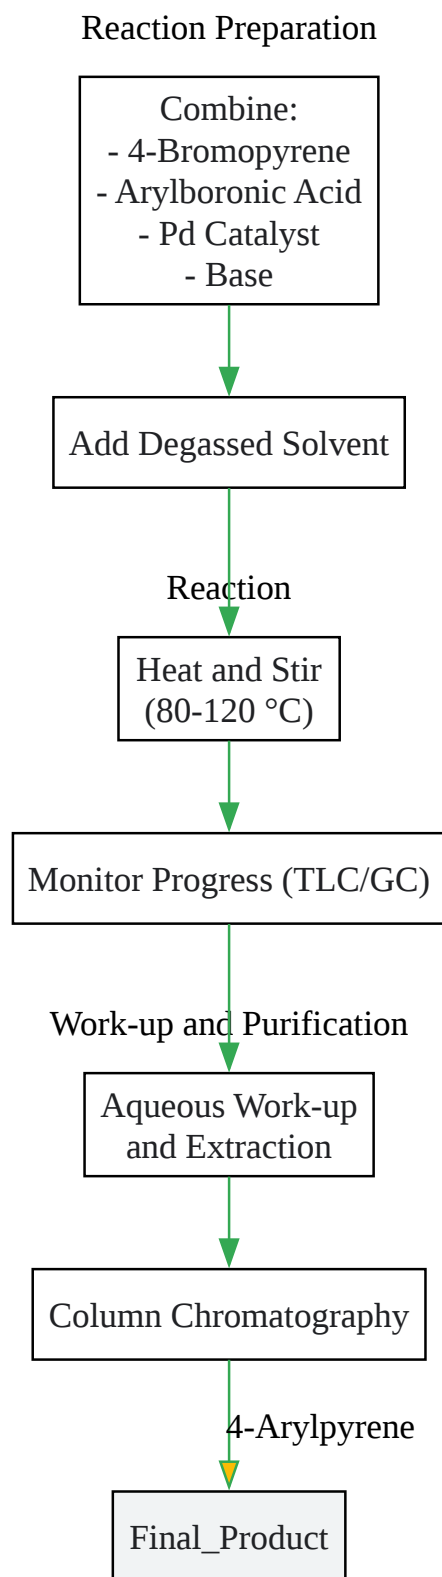 Reaction Preparation
Combine:
- 4-Bromopyrene
- Arylboronic Acid
- Pd Catalyst
- Base
Add Degassed Solvent
Reaction
Heat and Stir
(80-120 °C)
Monitor Progress (TLC/GC)
Work-up and Purification
Aqueous Work-up
and Extraction
Column Chromatography
4-Arylpyrene
Final_Product